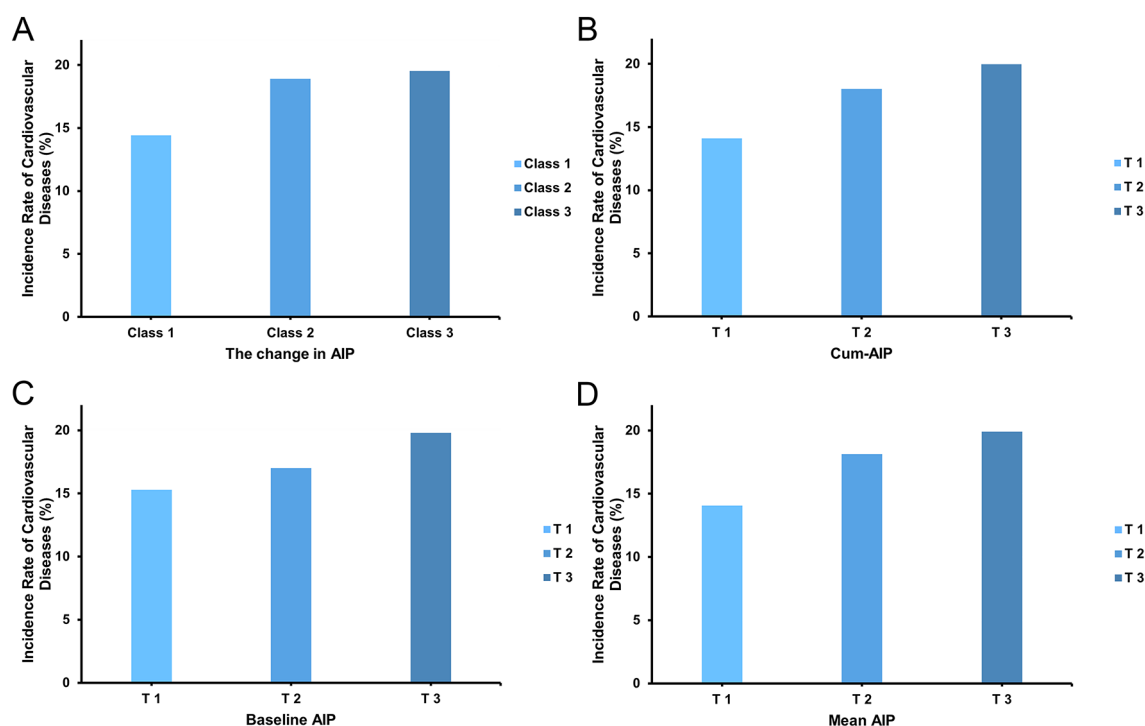 A
Incidence Rate of Cardiovascular
Diseases (%)
20
15
10
5
0
Class 1
Class 2
Class 3
The change in AIP
Class 1
Class 2
Class 3
B
Incidence Rate of Cardiovascular
Diseases (%)
20
15
10
5
0
T 1
T 2
T 3
Cum-AIP
T 1
T 2
T 3
C
Incidence Rate of Cardiovascular
Diseases (%)
20
15
10
5
0
T 1
T 2
T 3
Baseline AIP
T 1
T 2
T 3
D
Incidence Rate of Cardiovascular
Diseases (%)
20
15
10
5
0
T 1
T 2
T 3
Mean AIP
T 1
T 2
T 3